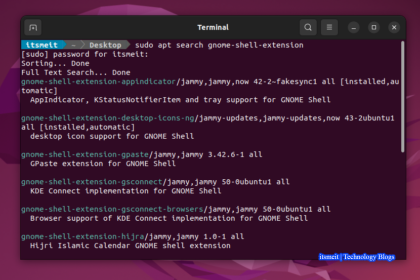 Terminal
itsmeit Desktop sudo apt search gnome-shell-extension
[sudo] password for itsmeit:
Sorting... Done
Full Text Search... Done
gnome-shell-extension-appindicator/jammy,jammy,now 42-2~fakesync1 all [installed,au
tomatic]
AppIndicator, KStatusNotifierItem and tray support for GNOME Shell
gnome-shell-extension-desktop-icons-ng/jammy-updates,jammy-updates,now 43-2ubuntu1
all [installed,automatic]
desktop icon support for GNOME Shell
gnome-shell-extension-gpaste/jammy,jammy 3.42.6-1 all
GPaste extension for GNOME Shell
gnome-shell-extension-gsconnect/jammy,jammy 50-0ubuntu1 all
KDE Connect implementation for GNOME Shell
gnome-shell-extension-gsconnect-browsers/jammy,jammy 50-0ubuntu1 all
Browser support of KDE Connect implementation for GNOME Shell
gnome-shell-extension-hijra/jammy,jammy 1.0-1 all
Hijri Islamic Calendar GNOME shell extension
itsmeit | Technology Blogs